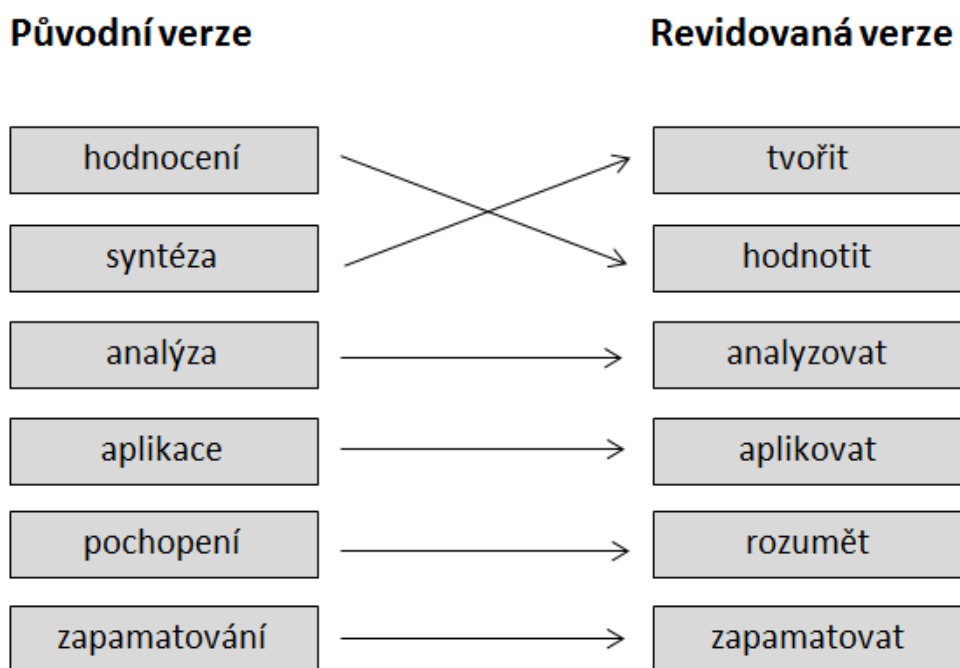 Původní verze Revidovaná verze
hodnocení tvořit
syntéza hodnotit
analýza analyzovat
aplikace aplikovat
pochopení rozumět
zapamatování zapamatovat